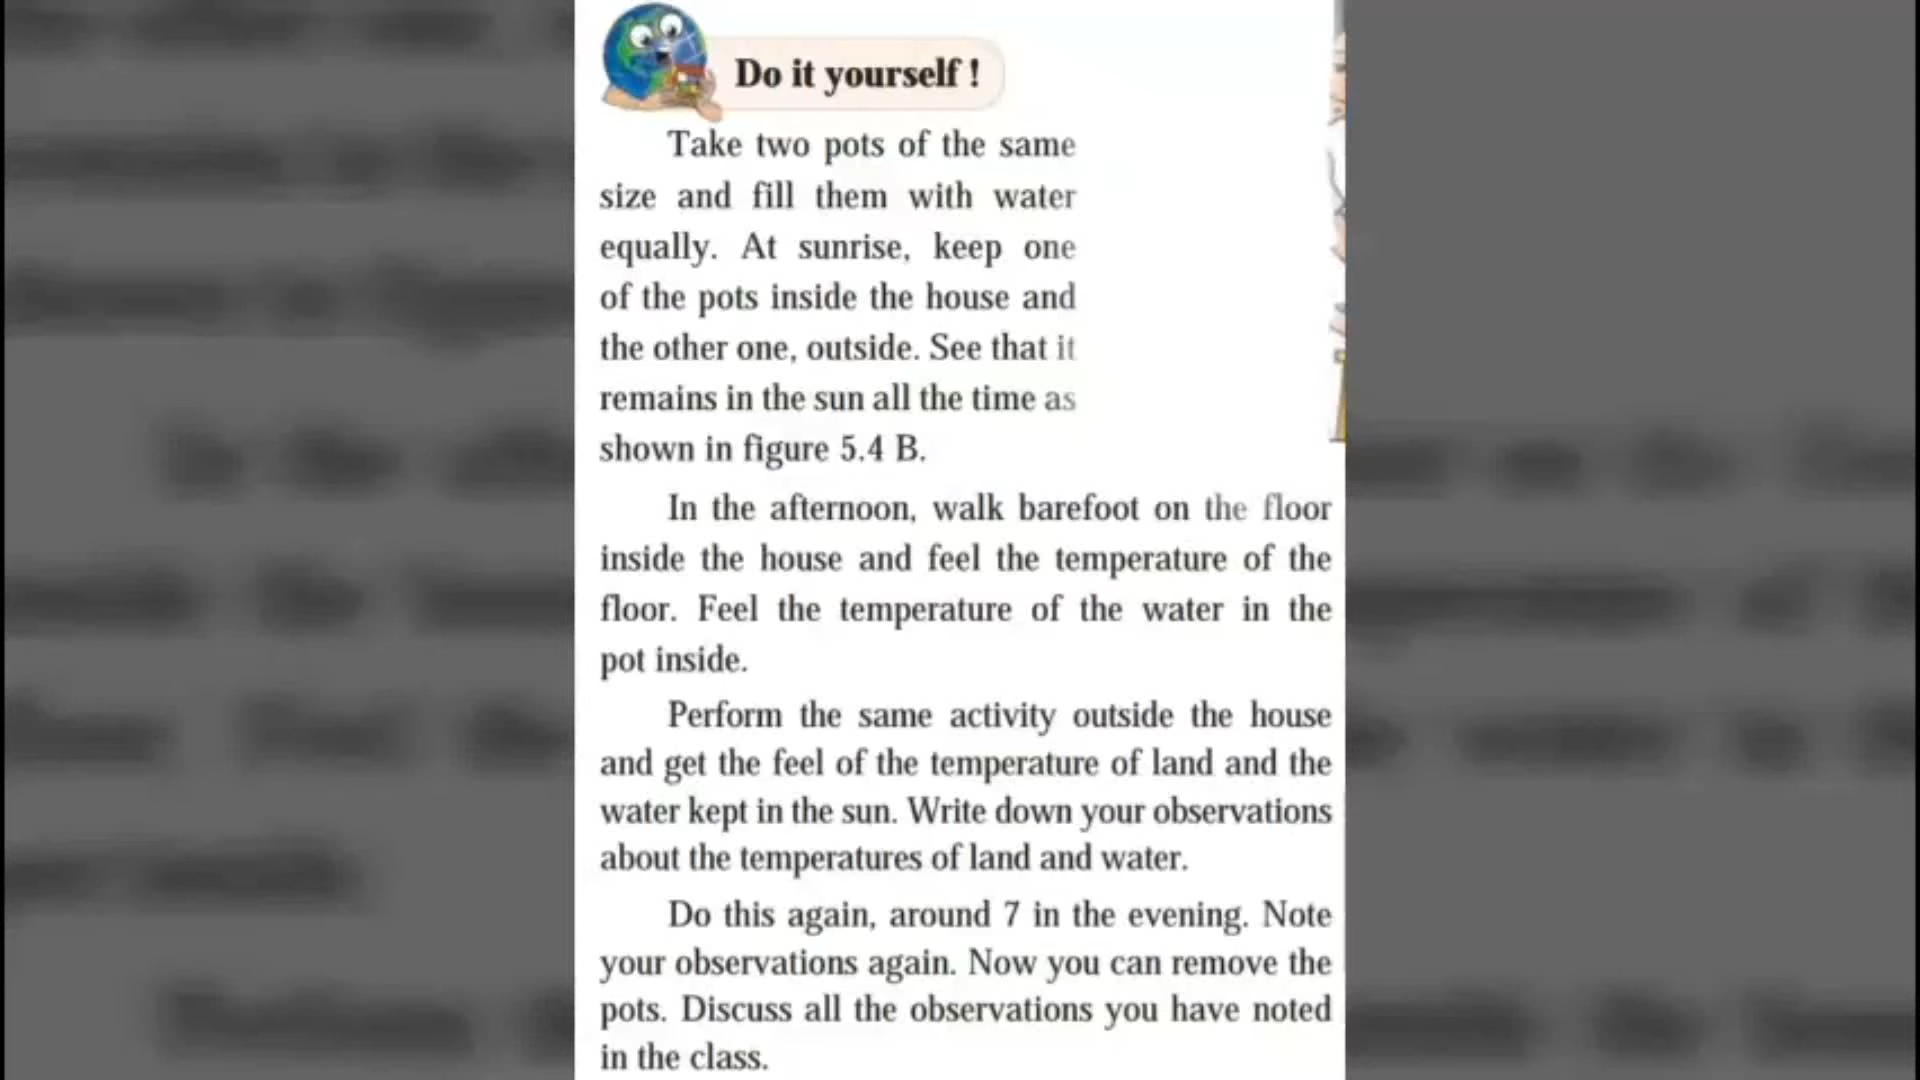 Do it yourself !
Take two pots of the same
size and fill them with water
equally. At sunrise, keep one
of the pots inside the house and
the other one, outside. See that it
remains in the sun all the time as
shown in figure 5.4 B.
In the afternoon, walk barefoot on the floor
inside the house and feel the temperature of the
floor. Feel the temperature of the water in the
pot inside.
Perform the same activity outside the house
and get the feel of the temperature of land and the
water kept in the sun. Write down your observations
about the temperatures of land and water.
Do this again, around 7 in the evening. Note
your observations again. Now you can remove the
pots. Discuss all the observations you have noted
in the class.